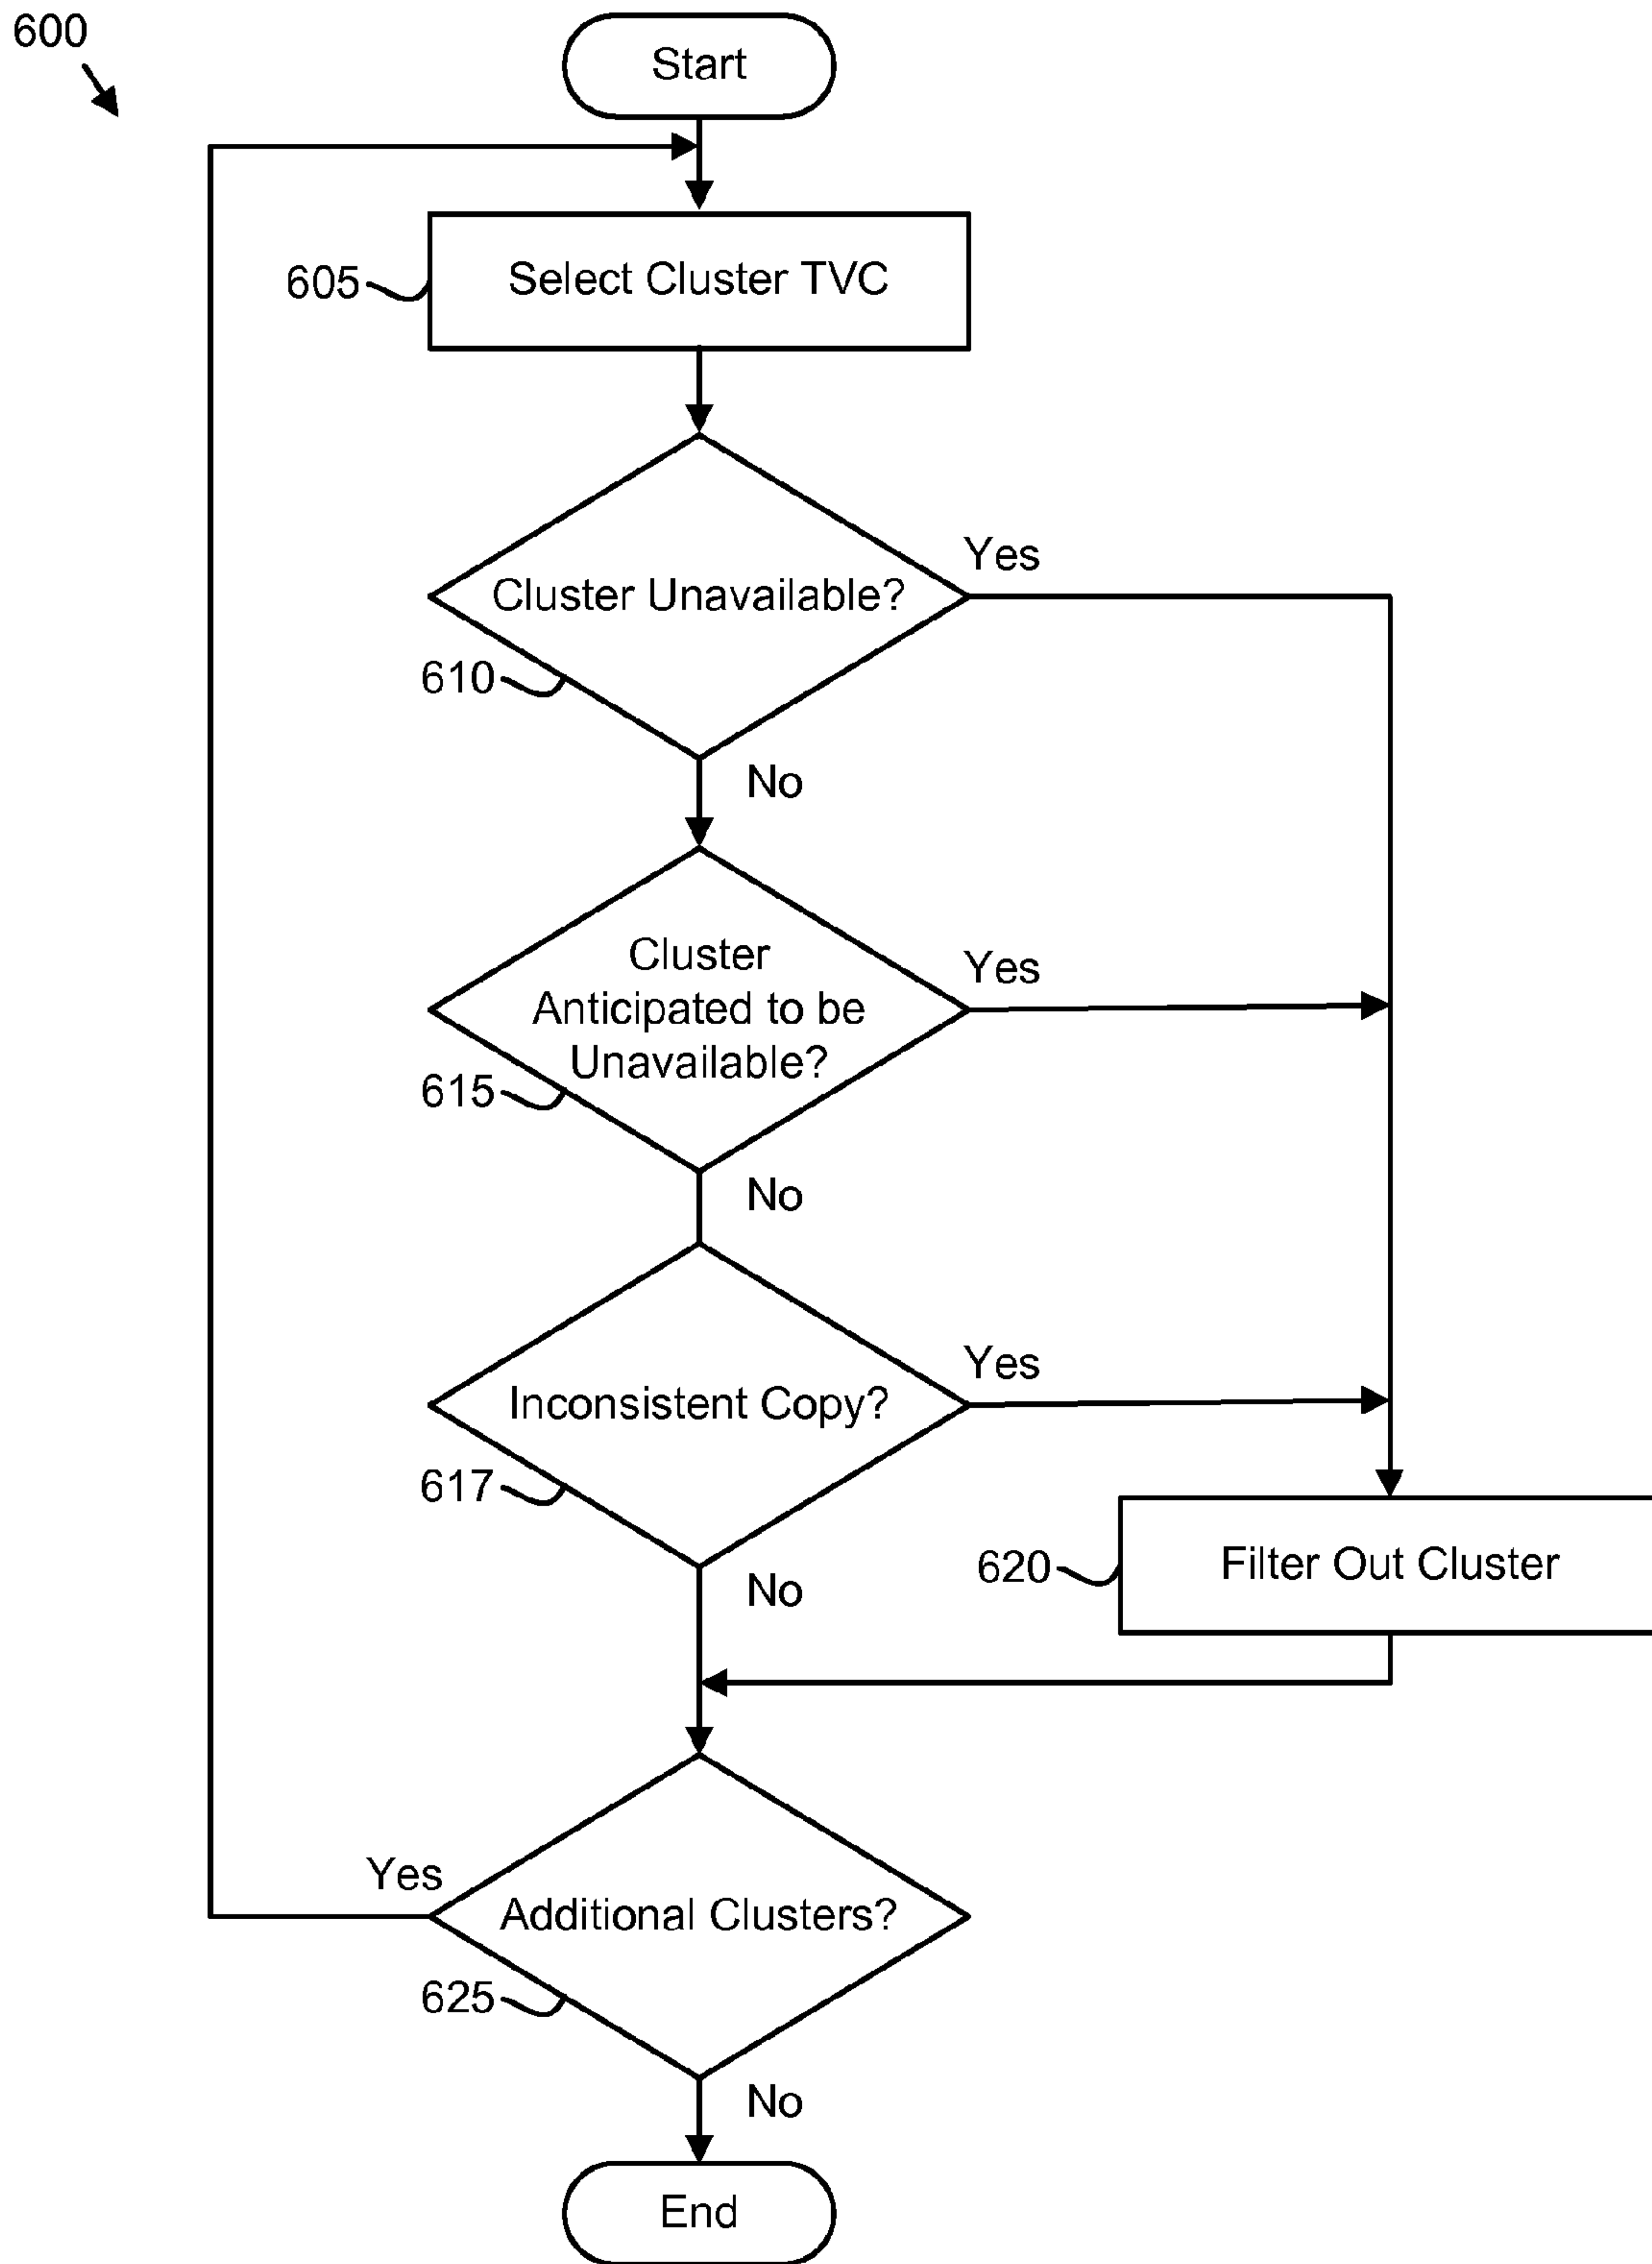 600
Start
605
Select Cluster TVC
Cluster Unavailable?
Yes
610
No
Cluster
Anticipated to be
Unavailable?
Yes
615
No
Inconsistent Copy?
Yes
617
No
620
Filter Out Cluster
Yes
Additional Clusters?
625
No
End